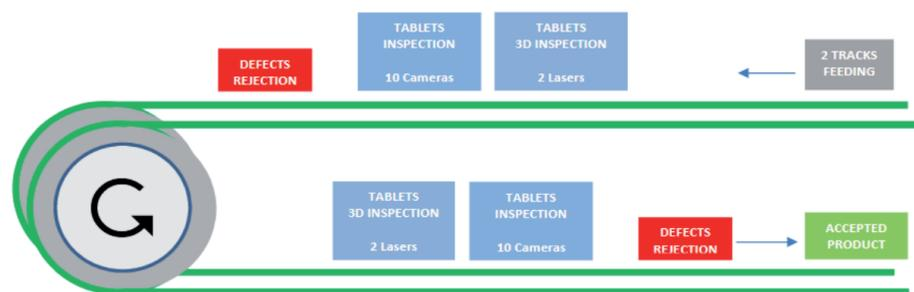 DEFECTS
REJECTION
TABLETS
INSPECTION
10 Cameras
TABLETS
3D INSPECTION
2 Lasers
2 TRACKS
FEEDING
TABLETS
3D INSPECTION
2 Lasers
TABLETS
INSPECTION
10 Cameras
DEFECTS
REJECTION
ACCEPTED
PRODUCT